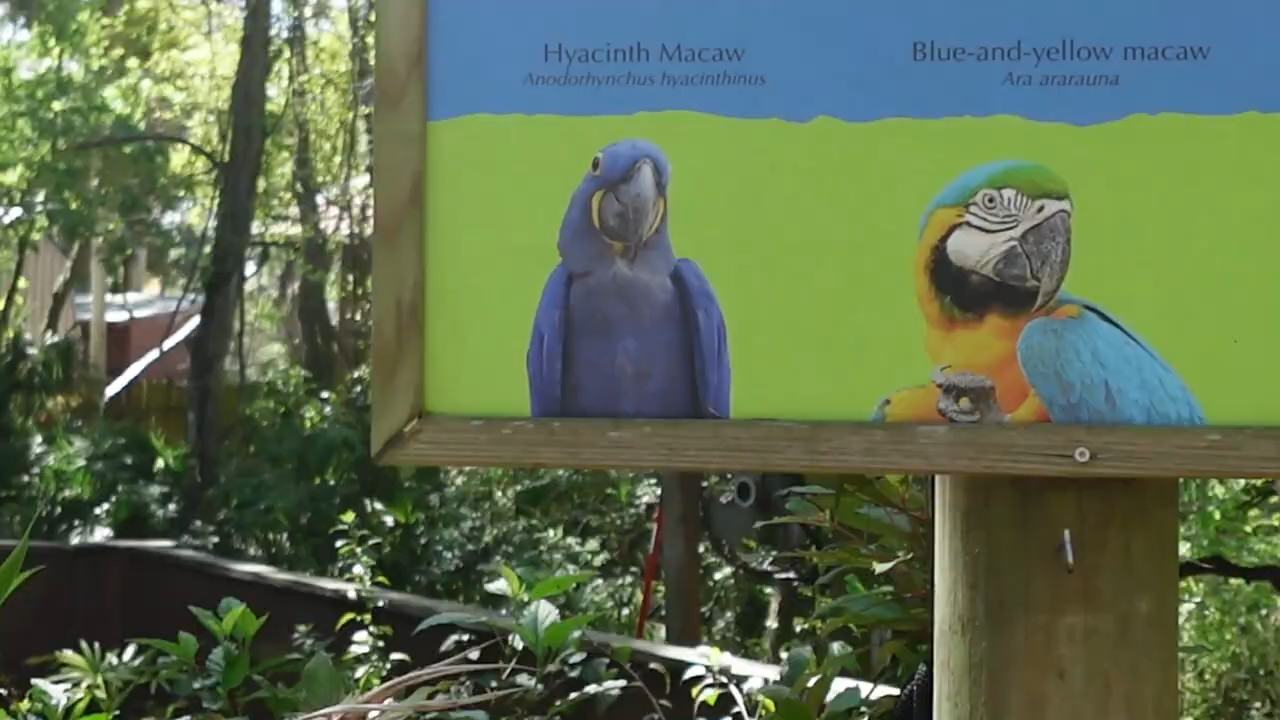 Hyacinth Macaw
Anodorhynchus hyacinthinus
Blue-and-yellow macaw
Ara ararauna